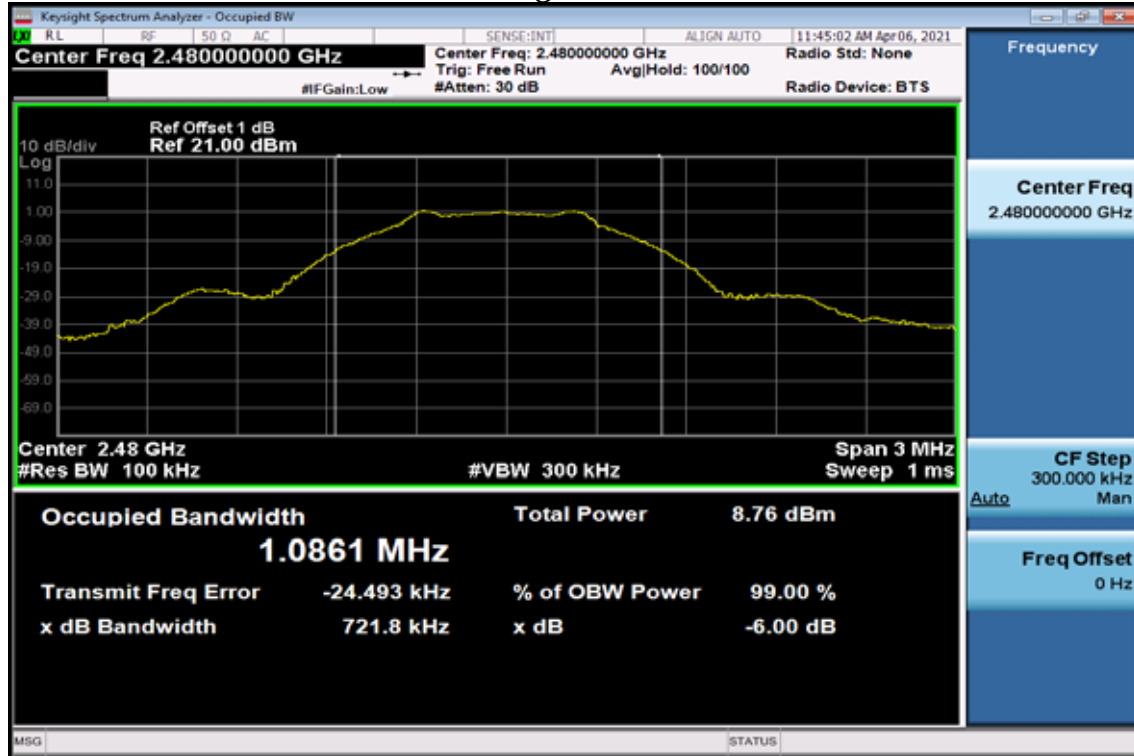 Keysight Spectrum Analyzer - Occupied BW
RL RF 50 Ω AC SENSE:INT ALIGN AUTO 11:45:02 AM Apr 06, 2021
Center Freq 2.480000000 GHz
Center Freq: 2.480000000 GHz Radio Std: None
Trig: Free Run Avg|Hold: 100/100
#IFGain:Low #Atten: 30 dB Radio Device: BTS
Frequency
Ref Offset 1 dB
10 dB/div Ref 21.00 dBm
Log
11.0
1.00
-9.00
-19.0
-29.0
-39.0
-49.0
-59.0
-69.0
Center 2.48 GHz Span 3 MHz
#Res BW 100 kHz #VBW 300 kHz Sweep 1 ms
Occupied Bandwidth Total Power 8.76 dBm
1.0861 MHz
Transmit Freq Error -24.493 kHz % of OBW Power 99.00 %
x dB Bandwidth 721.8 kHz x dB -6.00 dB
Center Freq
2.480000000 GHz
CF Step
300.000 kHz
Auto Man
Freq Offset
0 Hz
MSG STATUS